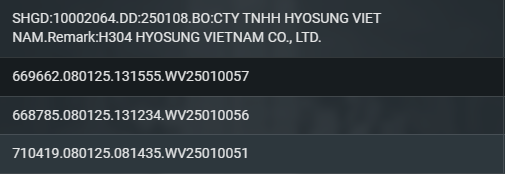 SHGD:10002064.DD:250108.BO:CTY TNHH HYOSUNG VIET
NAM.Remark:H304 HYOSUNG VIETNAM CO., LTD.
669662.080125.131555.WV25010057
668785.080125.131234.WV25010056
710419.080125.081435.WV25010051